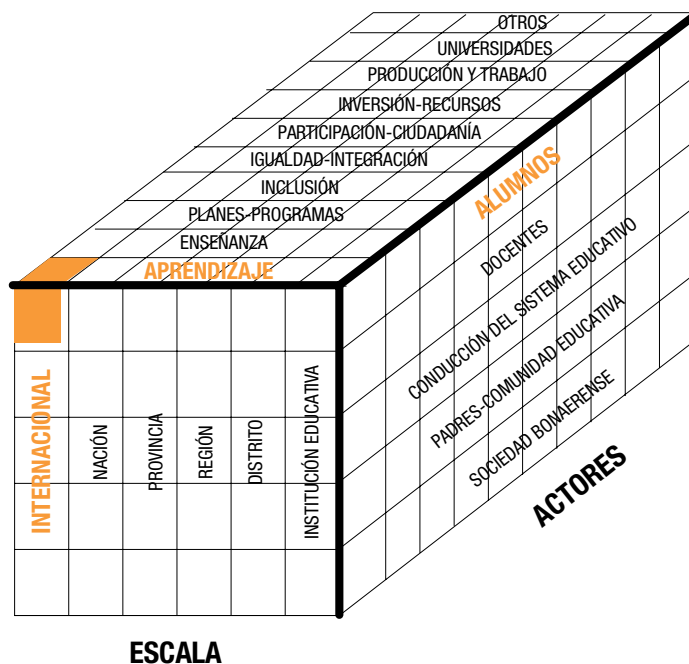 OTROS
UNIVERSIDADES
PRODUCCIÓN Y TRABAJO
INVERSIÓN-RECURSOS
PARTICIPACIÓN-CIUDADANÍA
IGUALDAD-INTEGRACIÓN
INCLUSIÓN
PLANES-PROGRAMAS
ENSEÑANZA
APRENDIZAJE
ALUMNOS
DOCENTES
CONDUCCIÓN DEL SISTEMA EDUCATIVO
PADRES-COMUNIDAD EDUCATIVA
SOCIEDAD BONAERENSE
ACTORES
INTERNACIONAL
NACIÓN
PROVINCIA
REGIÓN
DISTRITO
INSTITUCIÓN EDUCATIVA
ESCALA